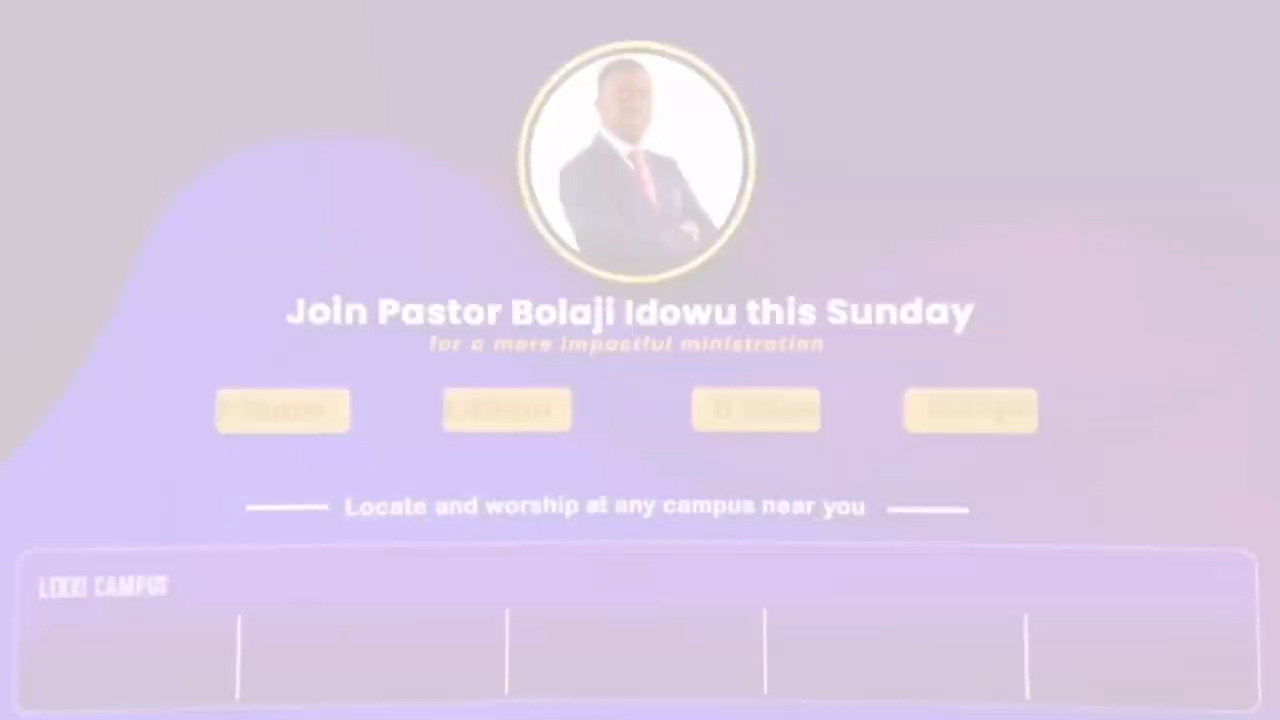 Join Pastor Bolaji Idowu this Sunday
for a more impactful ministration
Locate and worship at any campus near you
LEKKI CAMPUS